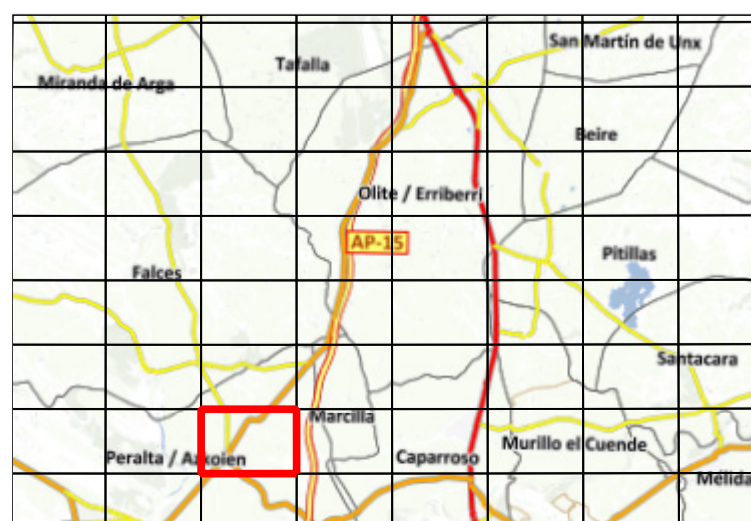 San Martín de Unx
Tafalla
Miranda de Arga
Beire
Olite / Erriberri
AP-15
Pitillas
Falces
Santacara
Marcilla
Murillo el Cuende
Peralta / Azkoien
Caparroso
Mélida